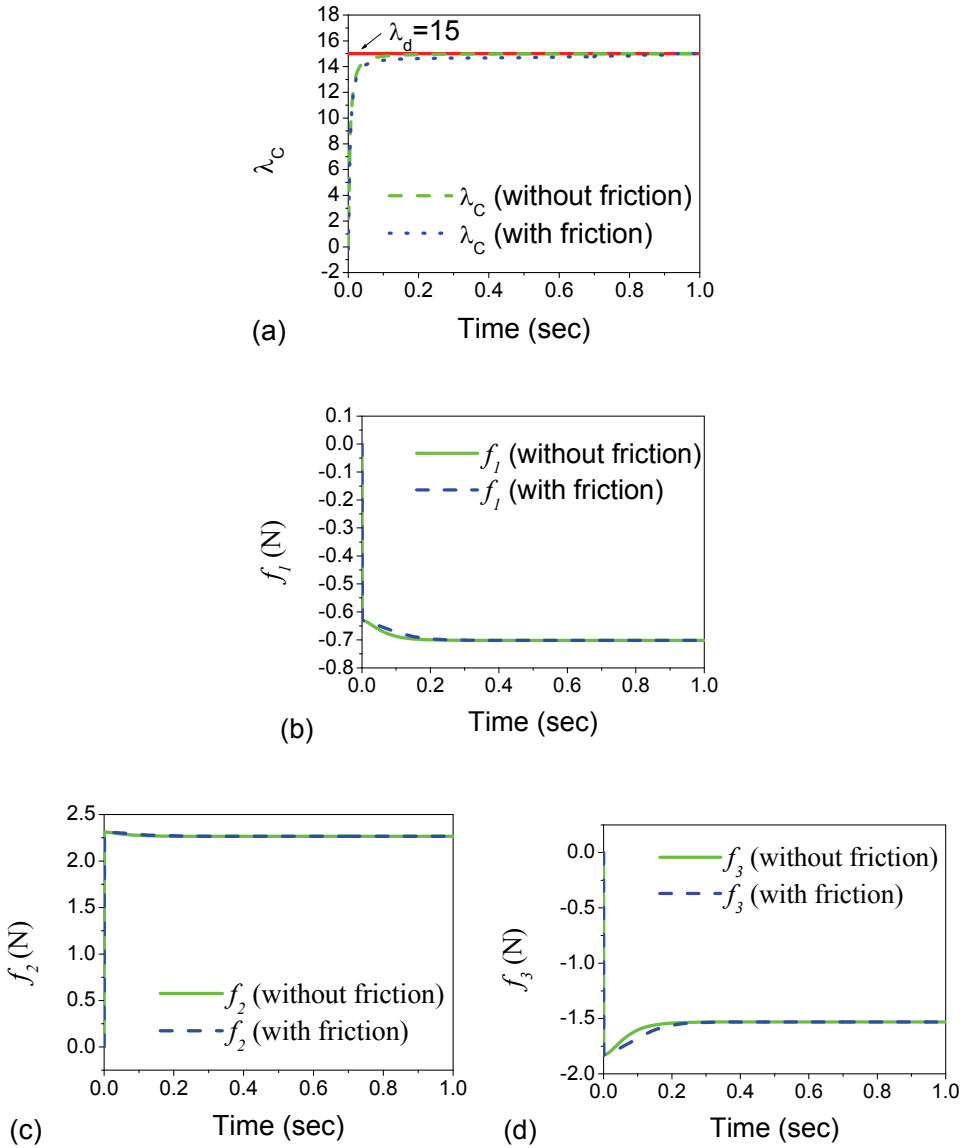 λd=15
18
16
14
12
10
8
6
4
2
0
-2
λC
λC (without friction)
λC (with friction)
0.0 0.2 0.4 0.6 0.8 1.0
Time (sec)
(a)
0.1
0.0
-0.1
-0.2
-0.3
-0.4
-0.5
-0.6
-0.7
-0.8
f1 (N)
f1 (without friction)
f1 (with friction)
0.0 0.2 0.4 0.6 0.8 1.0
Time (sec)
(b)
2.5
2.0
1.5
1.0
0.5
0.0
f2 (N)
f2 (without friction)
f2 (with friction)
0.0 0.2 0.4 0.6 0.8 1.0
Time (sec)
(c)
0.0
-0.5
-1.0
-1.5
-2.0
f3 (N)
f3 (without friction)
f3 (with friction)
0.0 0.2 0.4 0.6 0.8 1.0
Time (sec)
(d)